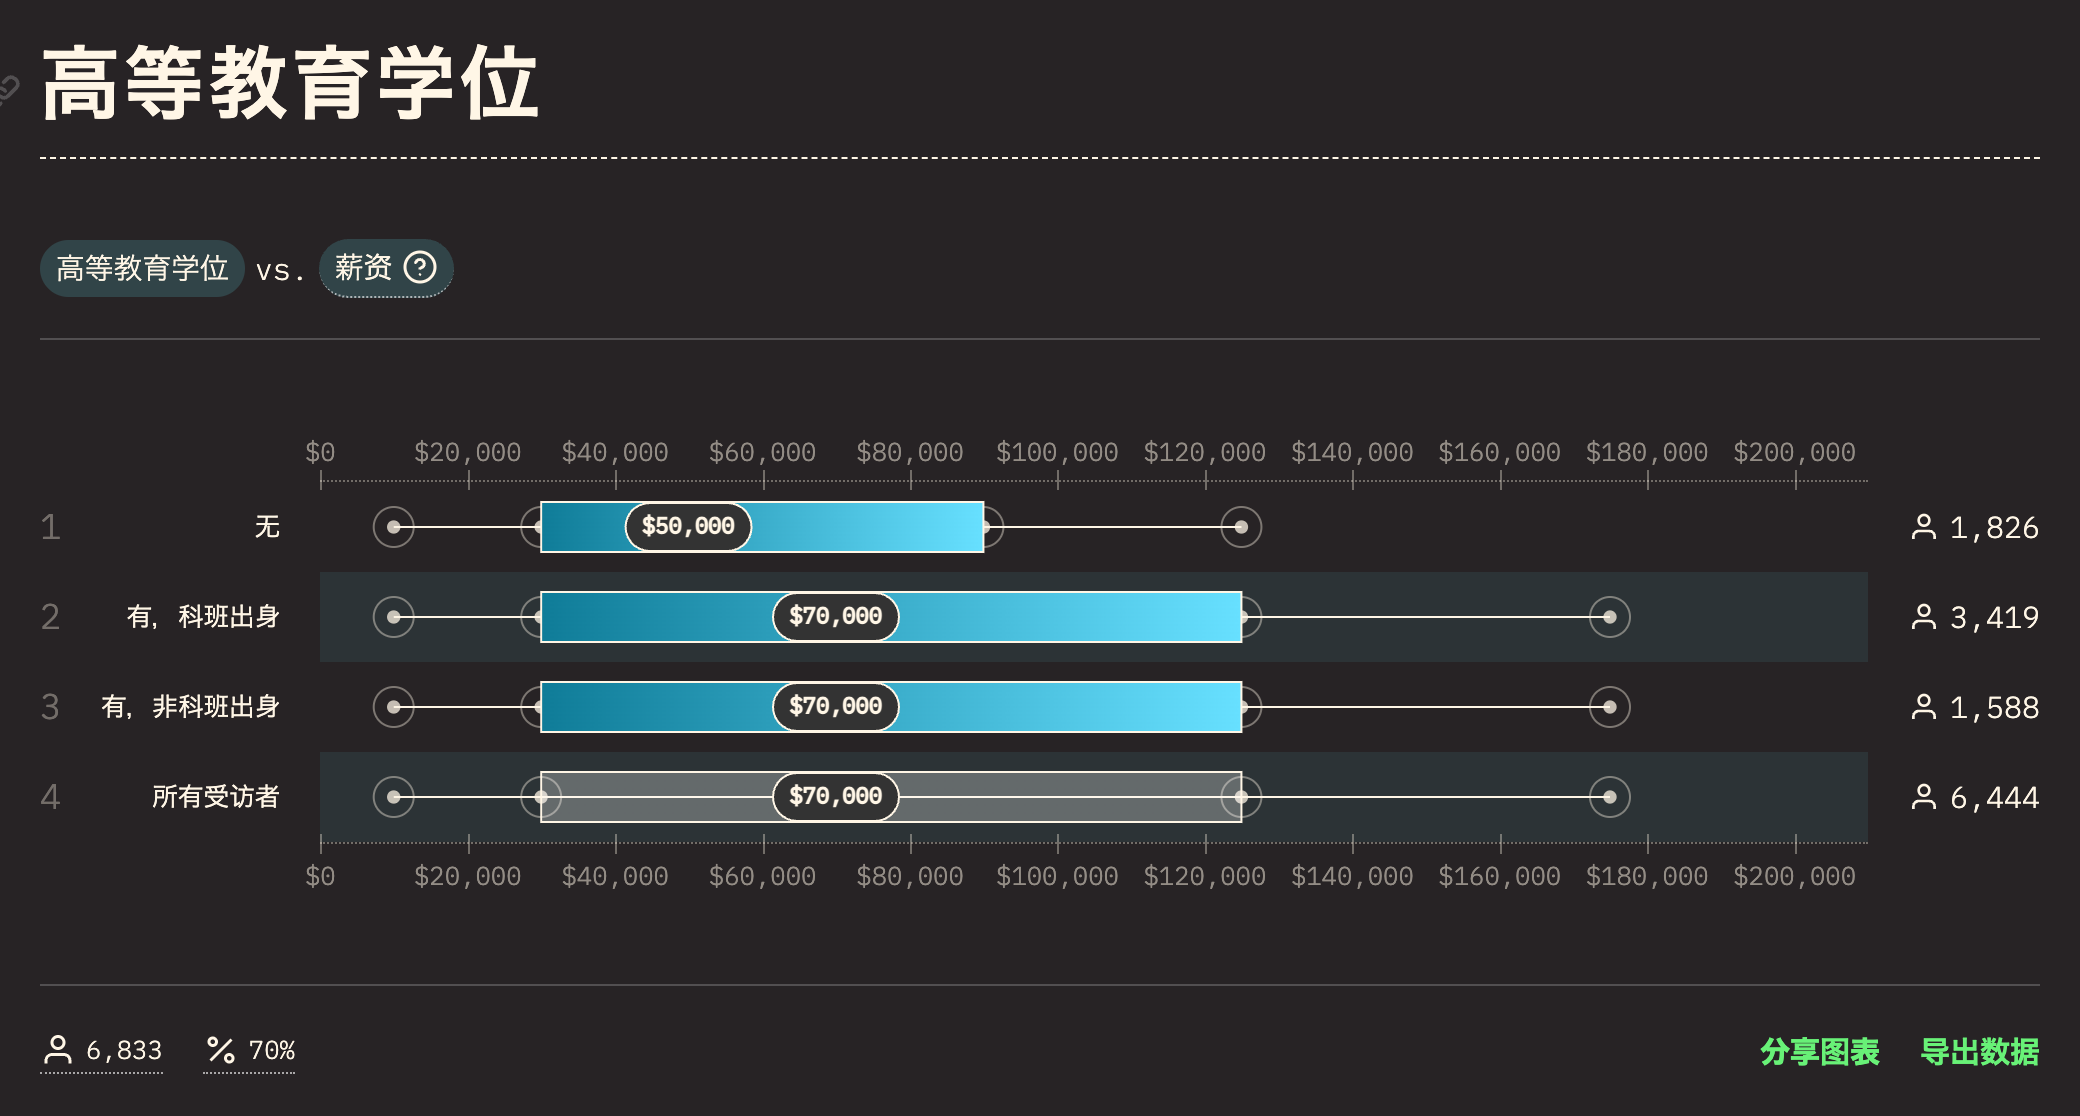 高等教育学位
高等教育学位 vs. 薪资
$0 $20,000 $40,000 $60,000 $80,000 $100,000 $120,000 $140,000 $160,000 $180,000 $200,000
1 无 $50,000 1,826
2 有，科班出身 $70,000 3,419
3 有，非科班出身 $70,000 1,588
4 所有受访者 $70,000 6,444
$0 $20,000 $40,000 $60,000 $80,000 $100,000 $120,000 $140,000 $160,000 $180,000 $200,000
6,833 70% 分享图表 导出数据